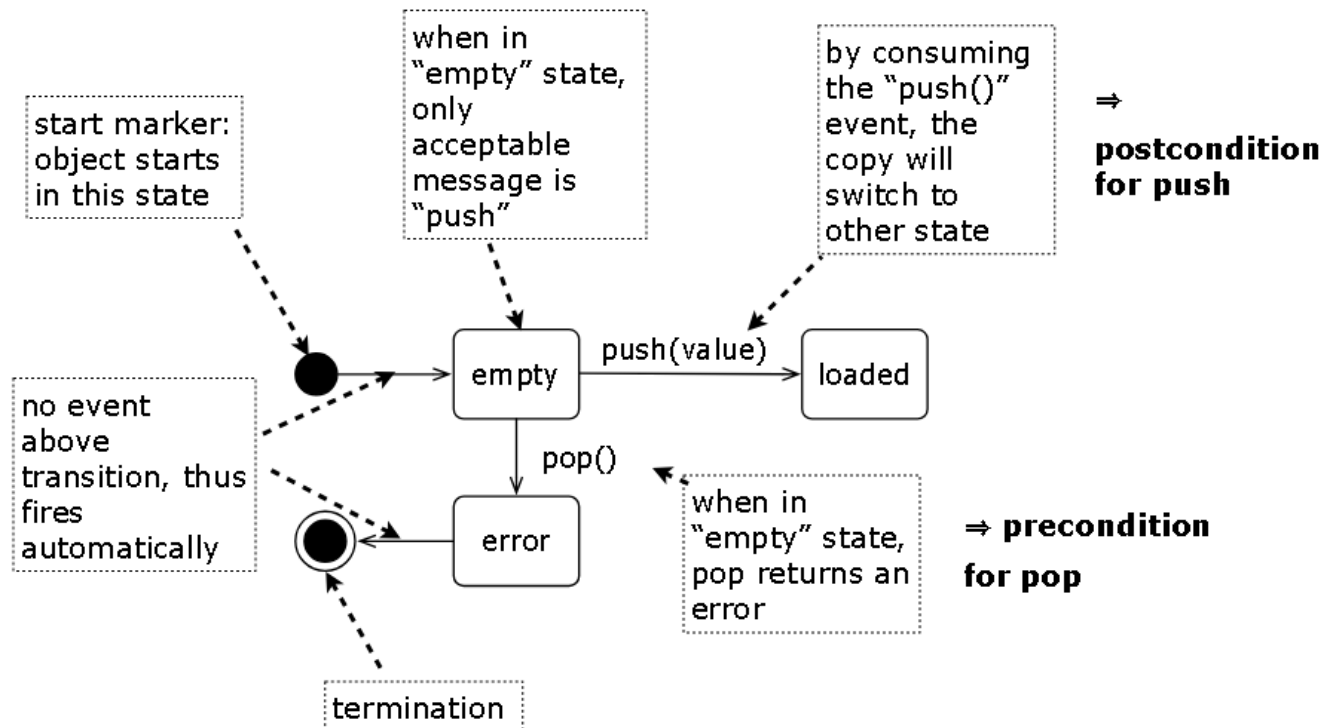 when in
“empty” state,
only
acceptable
message is
“push”
by consuming
the “push()”
event, the
copy will
switch to
other state
⇒
postcondition
for push
start marker:
object starts
in this state
push(value)
empty
loaded
no event
above
transition, thus
fires
automatically
pop()
error
when in
“empty” state,
pop returns an
error
⇒ precondition
for pop
termination